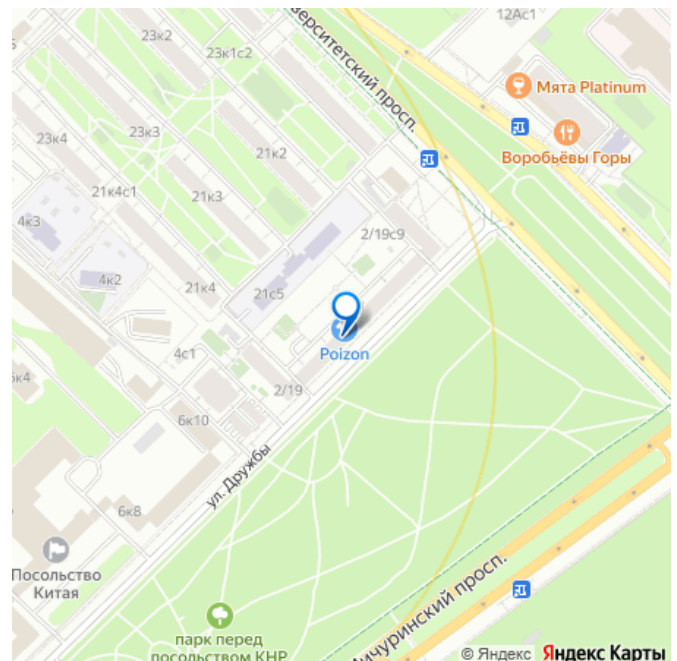 12Ас1
23к2
23к1с2
Университетский просп.
Мята Platinum
23к4
23к3
21к2
Воробьёвы Горы
21к4с1
21к3
4к3
2/19с9
4к2
21к4
21с5
4с1
Poizon
2/19
6к10
ул. Дружбы
6к8
Посольство
Китая
Мичуринский просп.
парк перед
посольством КНР
© Яндекс Яндекс Карты